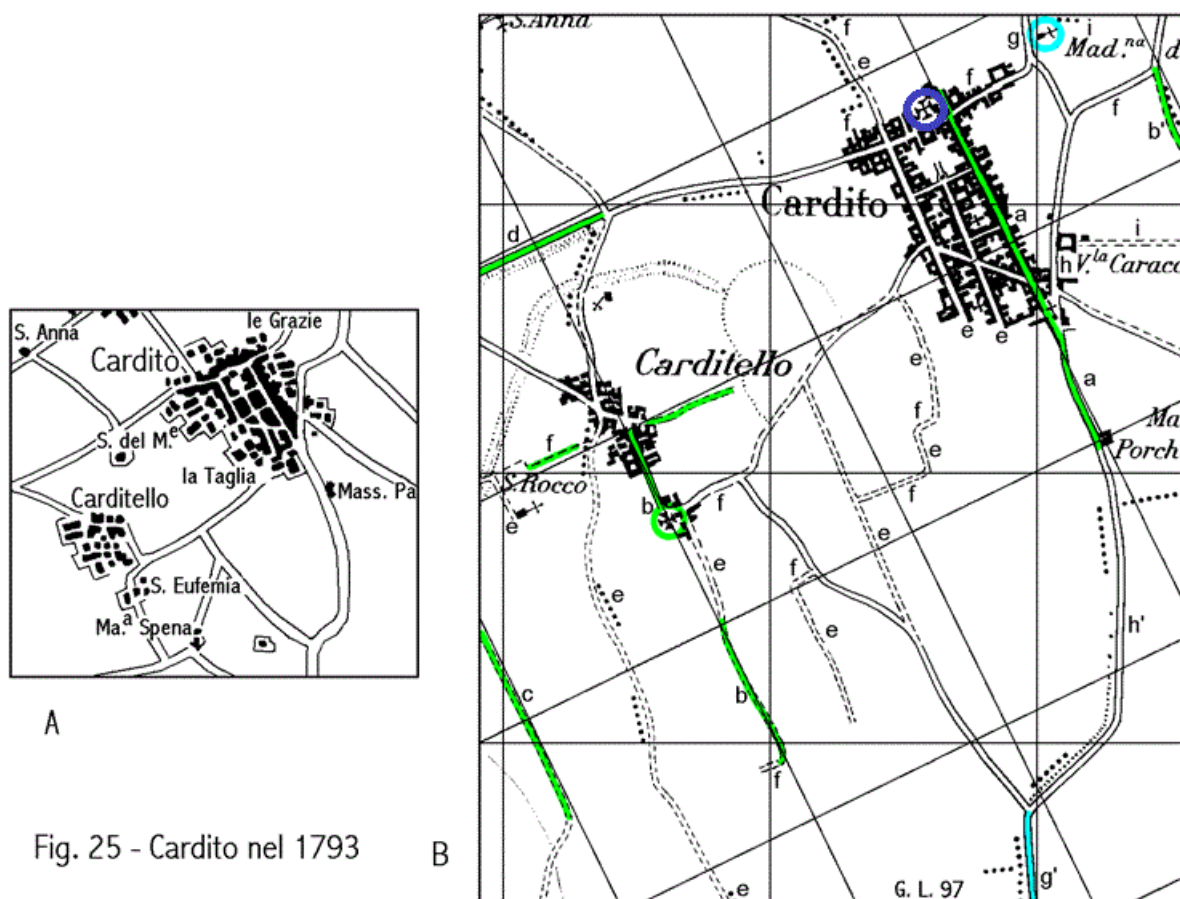 S. Anna
le Grazie
Cardito
S. del M.e
la Taglia
Carditello
Mass. Pa
S. Eufemia
Ma.a Spena
A
Fig. 25 - Cardito nel 1793
B
S. Anna
f
e
f
g
i
Mad.na
d
f
f
b'
Cardito
a
d
i
h
V.la Carac
e
e
e
Carditello
a
f
f
e
Ma
Porch
S. Rocco
e
b
f
f
e
e
f
e
e
h'
c
b
f
e
G. L. 97
g'